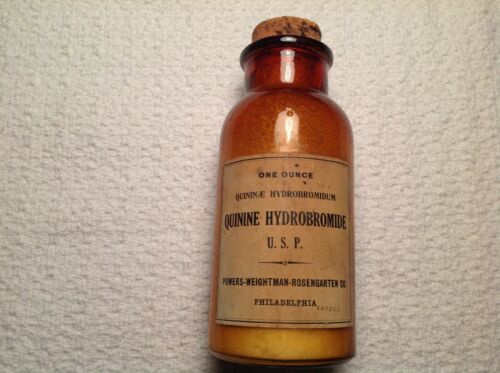 ONE OUNCE
QUININÆ HYDROBROMIDUM
QUININE HYDROBROMIDE
U. S. P.
POWERS-WEIGHTMAN-ROSENGARTEN CO.
PHILADELPHIA